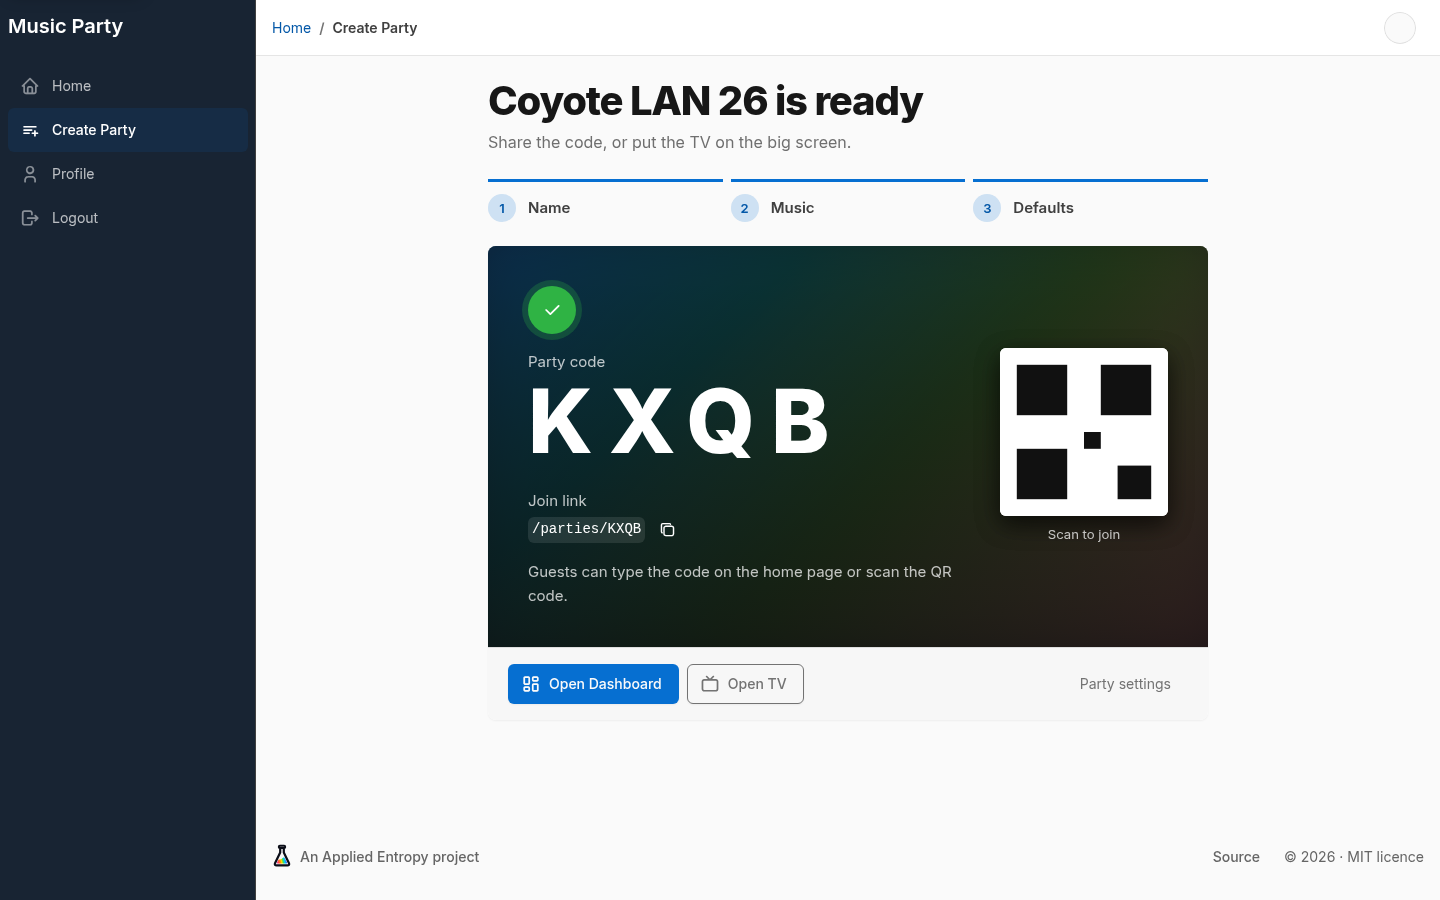 Music Party
Home
Create Party
Profile
Logout
Home / Create Party
Coyote LAN 26 is ready
Share the code, or put the TV on the big screen.
1 Name
2 Music
3 Defaults
Party code
KXQB
Join link
/parties/KXQB
Guests can type the code on the home page or scan the QR
code.
Scan to join
Open Dashboard
Open TV
Party settings
An Applied Entropy project
Source
© 2026 · MIT licence